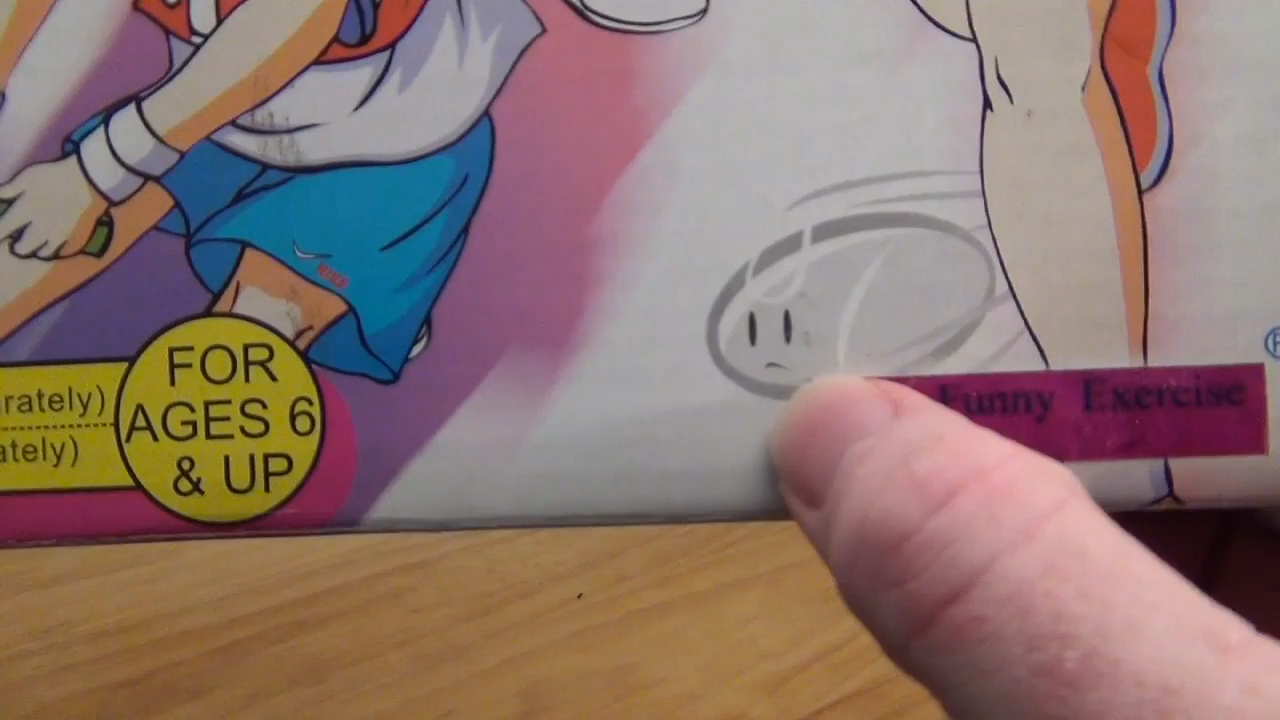 rately)
ately)
FOR
AGES 6
& UP
Funny Exercise